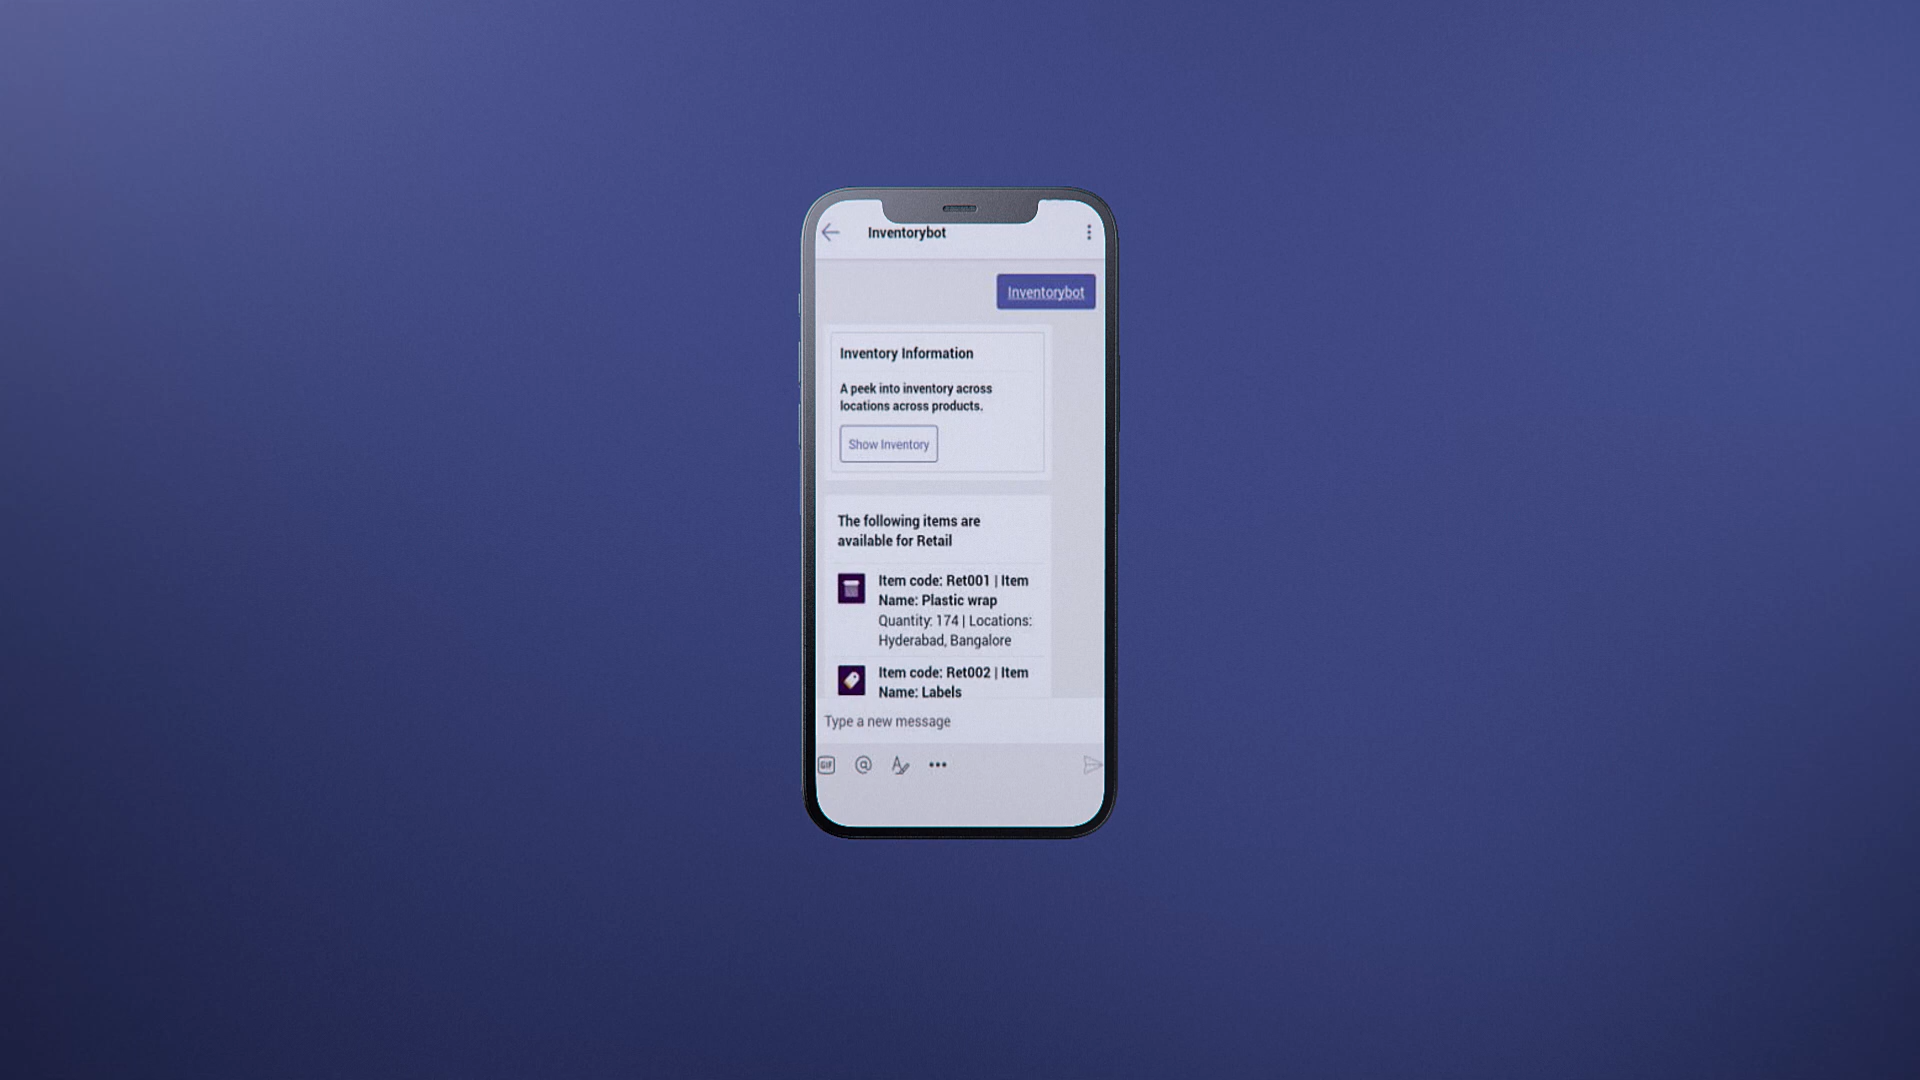 Inventorybot
Inventorybot
Inventory Information
A peek into inventory across
locations across products.
Show Inventory
The following items are
available for Retail
Item code: Ret001 | Item
Name: Plastic wrap
Quantity: 174 | Locations:
Hyderabad, Bangalore
Item code: Ret002 | Item
Name: Labels
Type a new message
GIF